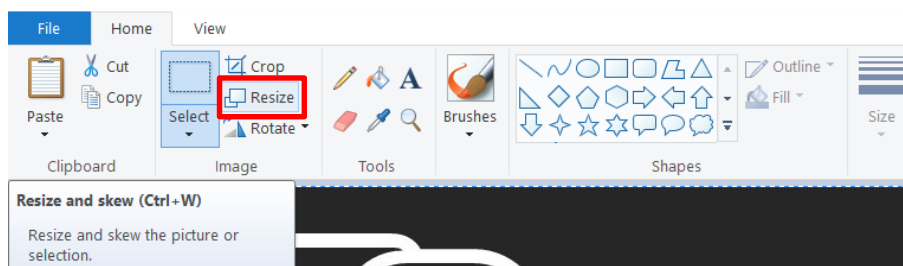 File Home View
Cut
Copy
Paste
Clipboard
Select
Crop
Resize
Rotate
Image
A
Tools
Brushes
Shapes
Outline
Fill
Size
Resize and skew (Ctrl+W)
Resize and skew the picture or
selection.